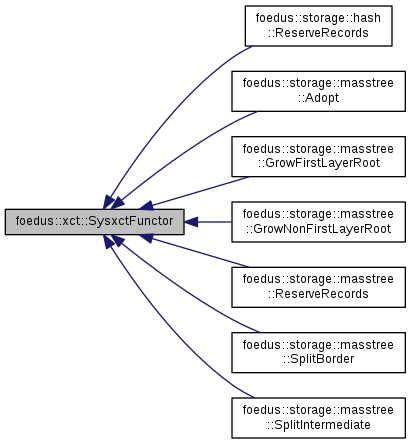 foedus::storage::hash
::ReserveRecords
foedus::storage::masstree
::Adopt
foedus::storage::masstree
::GrowFirstLayerRoot
foedus::xct::SysxctFunctor
foedus::storage::masstree
::GrowNonFirstLayerRoot
foedus::storage::masstree
::ReserveRecords
foedus::storage::masstree
::SplitBorder
foedus::storage::masstree
::SplitIntermediate